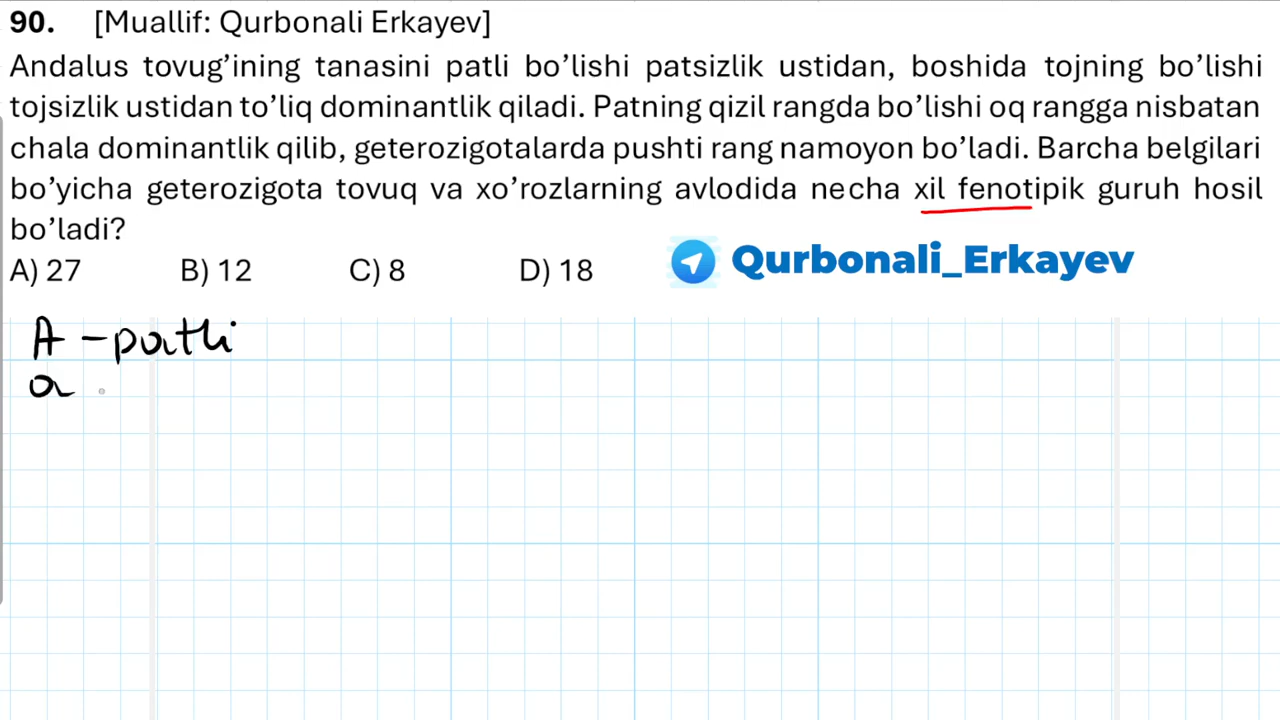 90. [Muallif: Qurbonali Erkayev]
Andalus tovug’ining tanasini patli bo’lishi patsizlik ustidan, boshida tojning bo’lishi
tojsizlik ustidan to’liq dominantlik qiladi. Patning qizil rangda bo’lishi oq rangga nisbatan
chala dominantlik qilib, geterozigotalarda pushti rang namoyon bo’ladi. Barcha belgilari
bo’yicha geterozigota tovuq va xo’rozlarning avlodida necha xil fenotipik guruh hosil
bo’ladi?
A) 27 B) 12 C) 8 D) 18
Qurbonali_Erkayev
A - patli
a